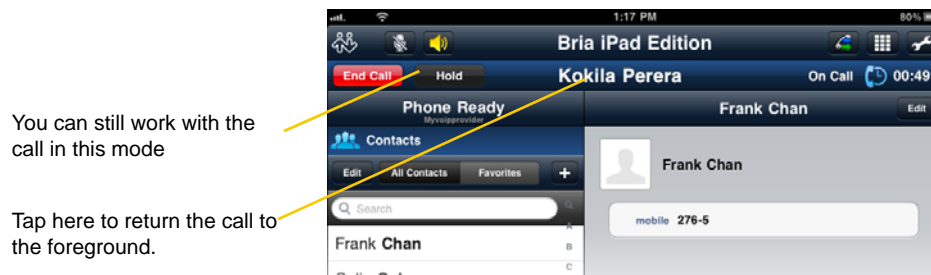 1:17 PM
80%
Bria iPad Edition
End Call
Hold
Kokila Perera
On Call
00:49
You can still work with the
call in this mode
Tap here to return the call to
the foreground.
Phone Ready
Myvoipprovider
Contacts
Edit
All Contacts
Favorites
+
Search
A
B
C
Frank Chan
Frank Chan
Edit
Frank Chan
mobile 276-5